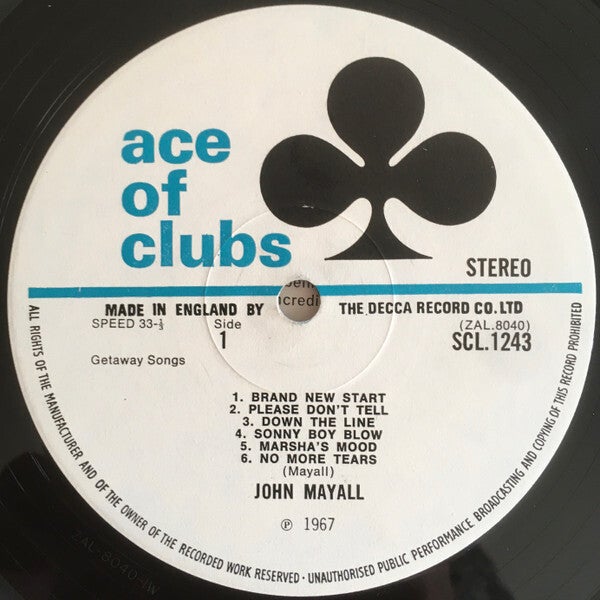 ace
of
clubs
STEREO
MADE IN ENGLAND BY THE DECCA RECORD CO. LTD
SPEED 33-⅓
Side
1
(ZAL.8040)
SCL.1243
Getaway Songs
1. BRAND NEW START
2. PLEASE DON'T TELL
3. DOWN THE LINE
4. SONNY BOY BLOW
5. MARSHA'S MOOD
6. NO MORE TEARS
(Mayall)
JOHN MAYALL
℗ 1967
ALL RIGHTS OF THE MANUFACTURER AND OF THE OWNER OF THE RECORDED WORK RESERVED · UNAUTHORISED PUBLIC PERFORMANCE BROADCASTING AND COPYING OF THIS RECORD PROHIBITED
ZAL-8040-1W